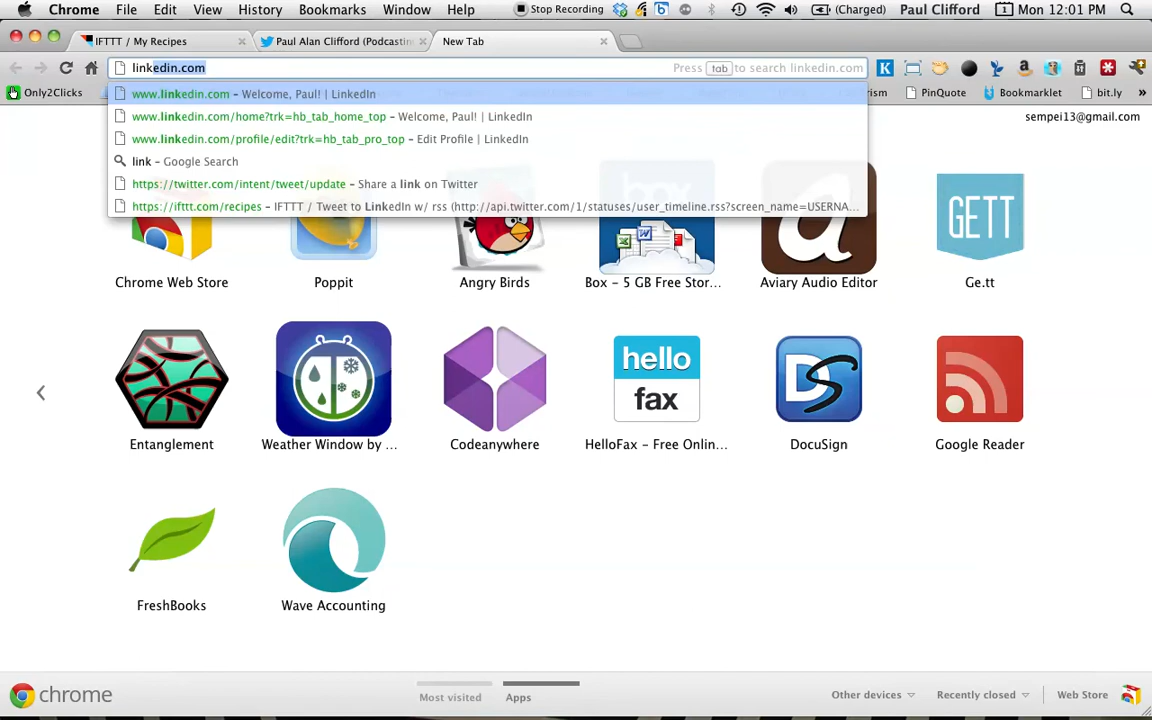 Chrome File Edit View History Bookmarks Window Help Stop Recording (Charged) Paul Clifford Mon 12:01 PM
IFTTT / My Recipes Paul Alan Clifford (Podcastin New Tab
linkedin.com Press tab to search linkedin.com K
Only2Clicks rism PinQuote Bookmarklet bit.ly »
www.linkedin.com – Welcome, Paul! | LinkedIn
www.linkedin.com/home?trk=hb_tab_home_top – Welcome, Paul! | LinkedIn
sempei13@gmail.com
www.linkedin.com/profile/edit?trk=hb_tab_pro_top – Edit Profile | LinkedIn
link – Google Search
https://twitter.com/intent/tweet/update – Share a link on Twitter
https://ifttt.com/recipes – IFTTT / Tweet to LinkedIn w/ rss (http://api.twitter.com/1/statuses/user_timeline.rss?screen_name=USERNA...
box
a
GETT
Chrome Web Store Poppit Angry Birds Box – 5 GB Free Stor... Aviary Audio Editor Ge.tt
hello
fax
DS
Entanglement Weather Window by ... Codeanywhere HelloFax – Free Onlin... DocuSign Google Reader
FreshBooks Wave Accounting
chrome Most visited Apps Other devices Recently closed Web Store